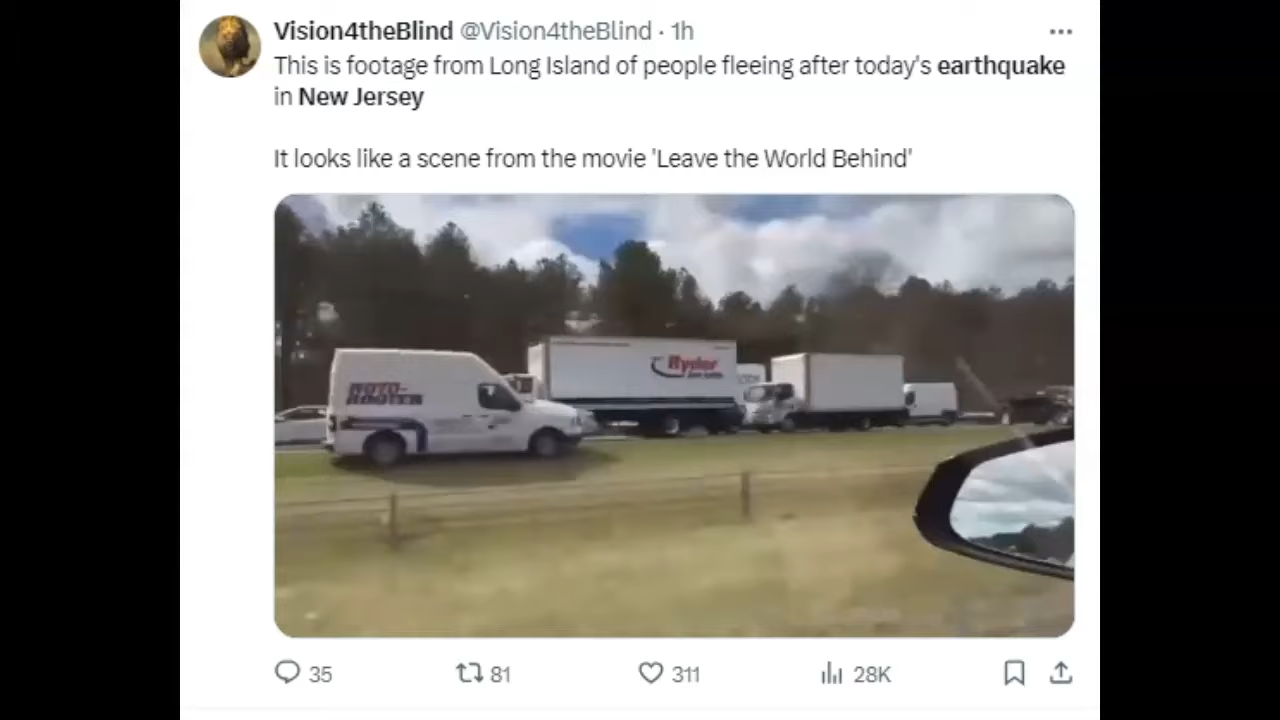 Vision4theBlind @Vision4theBlind · 1h
This is footage from Long Island of people fleeing after today's earthquake
in New Jersey
It looks like a scene from the movie 'Leave the World Behind'
ROTO-
ROOTER
Ryder
35 81 311 28K